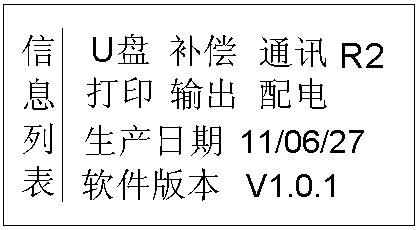 信息列表
U盘 补偿 通讯 R2
打印 输出 配电
生产日期 11/06/27
软件版本 V1.0.1